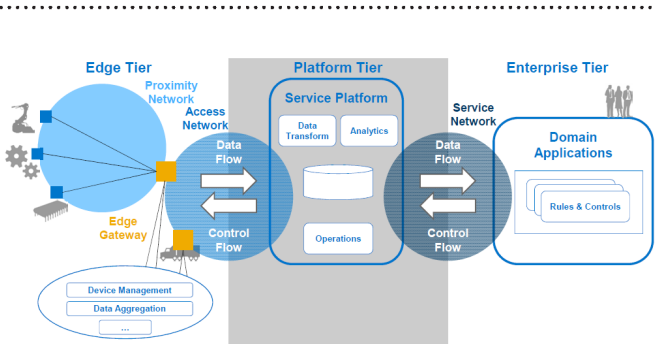 Edge Tier
Platform Tier
Enterprise Tier
Proximity
Network
Access
Network
Service Platform
Service
Network
Data
Transform
Analytics
Domain
Applications
Data
Flow
Data
Flow
Rules & Controls
Edge
Gateway
Control
Flow
Operations
Control
Flow
Device Management
Data Aggregation
...